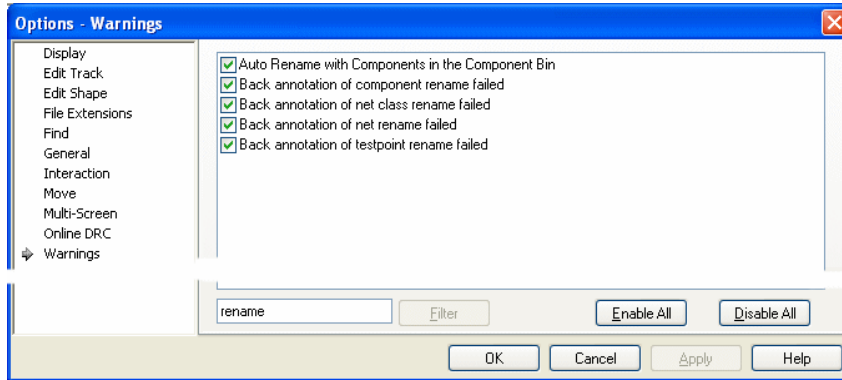 Options - Warnings
Display
Edit Track
Edit Shape
File Extensions
Find
General
Interaction
Move
Multi-Screen
Online DRC
Warnings
Auto Rename with Components in the Component Bin
Back annotation of component rename failed
Back annotation of net class rename failed
Back annotation of net rename failed
Back annotation of testpoint rename failed
rename
Filter
Enable All
Disable All
OK
Cancel
Apply
Help